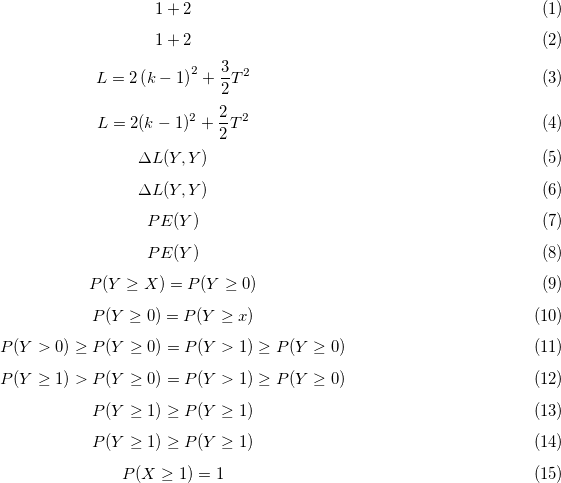 1 + 2 (1)
1 + 2 (2)
L = 2 (k − 1)² + 3/2 T² (3)
L = 2(k − 1)² + 2/2 T² (4)
ΔL(Y, Y) (5)
ΔL(Y, Y) (6)
PE(Y) (7)
PE(Y) (8)
P(Y ≥ X) = P(Y ≥ 0) (9)
P(Y ≥ 0) = P(Y ≥ x) (10)
P(Y > 0) ≥ P(Y ≥ 0) = P(Y > 1) ≥ P(Y ≥ 0) (11)
P(Y ≥ 1) > P(Y ≥ 0) = P(Y > 1) ≥ P(Y ≥ 0) (12)
P(Y ≥ 1) ≥ P(Y ≥ 1) (13)
P(Y ≥ 1) ≥ P(Y ≥ 1) (14)
P(X ≥ 1) = 1 (15)